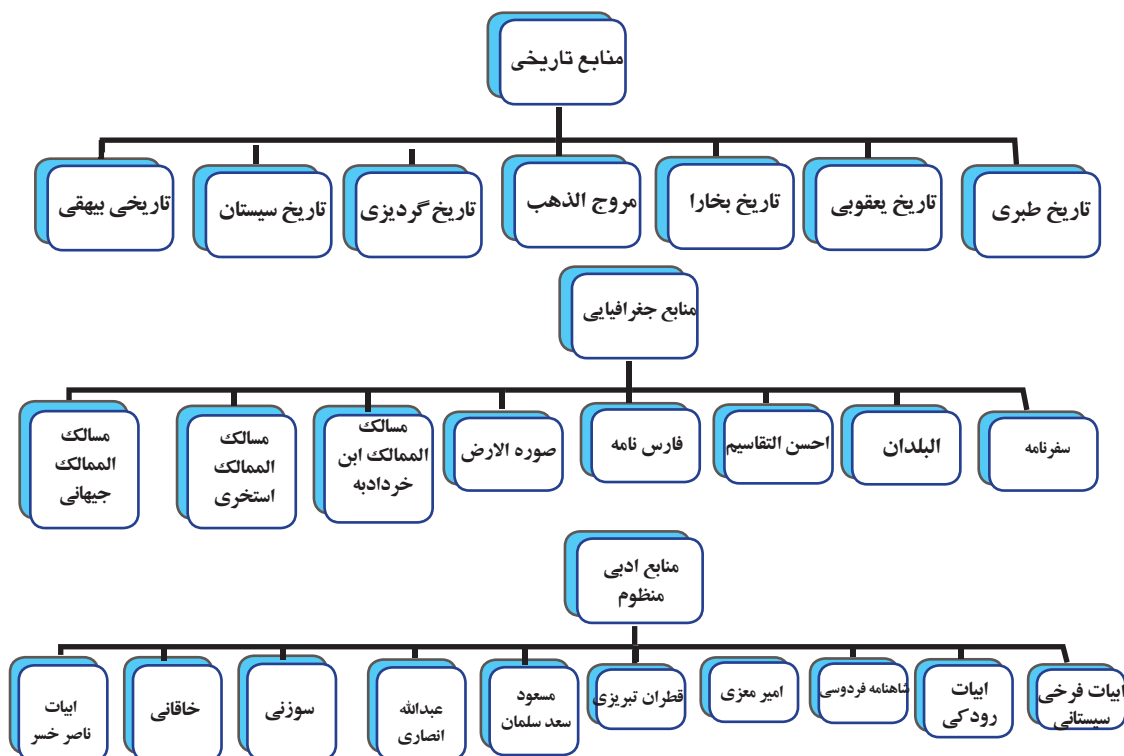 منابع تاریخی
تاریخ طبری
تاریخ یعقوبی
تاریخ بخارا
مروج الذهب
تاریخ گردیزی
تاریخ سیستان
تاریخی بیهقی
منابع جغرافیایی
سفرنامه
البلدان
احسن التقاسیم
فارس نامه
صوره الارض
مسالک
الممالک ابن
خردادبه
مسالک
الممالک
استخری
مسالک
الممالک
جیهانی
منابع ادبی
منظوم
ابیات فرخی
سیستانی
ابیات
رودکی
شاهنامه فردوسی
امیر معزی
قطران تبریزی
مسعود
سعد سلمان
عبدالله
انصاری
سوزنی
خاقانی
ابیات
ناصر خسر